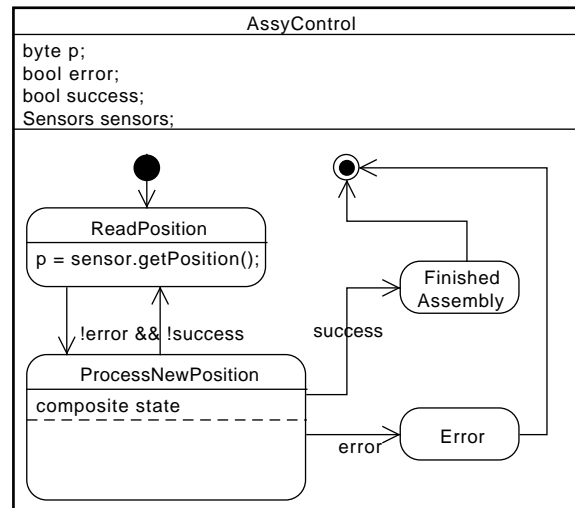 AssyControl
byte p;
bool error;
bool success;
Sensors sensors;
ReadPosition
p = sensor.getPosition();
Finished
Assembly
!error && !success
success
ProcessNewPosition
composite state
error
Error